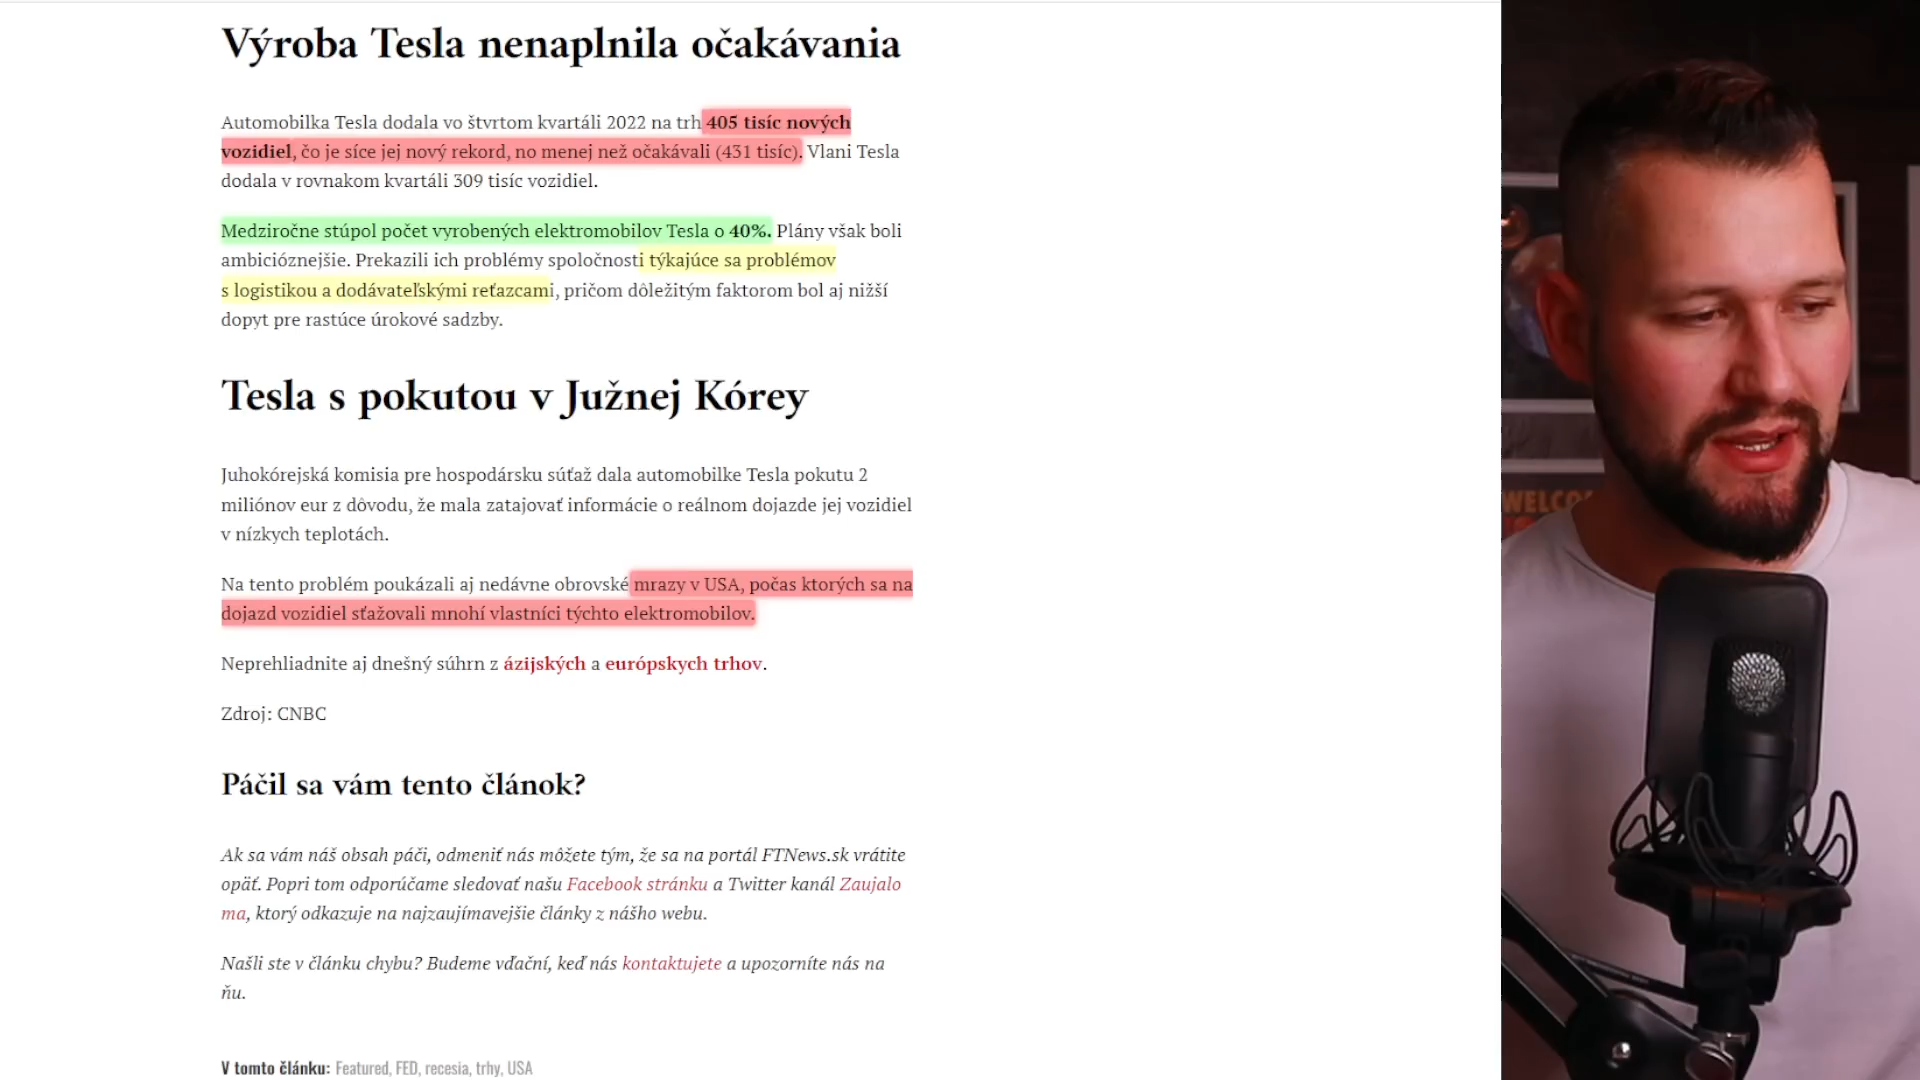 Výroba Tesla nenaplnila očakávania
Automobilka Tesla dodala vo štvrtom kvartáli 2022 na trh 405 tisíc nových
vozidiel, čo je síce jej nový rekord, no menej než očakávali (431 tisíc). Vlani Tesla
dodala v rovnakom kvartáli 309 tisíc vozidiel.
Medziročne stúpol počet vyrobených elektromobilov Tesla o 40%. Plány však boli
ambicióznejšie. Prekazili ich problémy spoločnosti týkajúce sa problémov
s logistikou a dodávateľskými reťazcami, pričom dôležitým faktorom bol aj nižší
dopyt pre rastúce úrokové sadzby.
Tesla s pokutou v Južnej Kórey
Juhokórejská komisia pre hospodársku súťaž dala automobilke Tesla pokutu 2
miliónov eur z dôvodu, že mala zatajovať informácie o reálnom dojazde jej vozidiel
v nízkych teplotách.
Na tento problém poukázali aj nedávne obrovské mrazy v USA, počas ktorých sa na
dojazd vozidiel sťažovali mnohí vlastníci týchto elektromobilov.
Neprehliadnite aj dnešný súhrn z ázijských a európskych trhov.
Zdroj: CNBC
Páčil sa vám tento článok?
Ak sa vám náš obsah páči, odmeniť nás môžete tým, že sa na portál FTNews.sk vrátite
opäť. Popri tom odporúčame sledovať našu Facebook stránku a Twitter kanál Zaujalo
ma, ktorý odkazuje na najzaujímavejšie články z nášho webu.
Našli ste v článku chybu? Budeme vďační, keď nás kontaktujete a upozorníte nás na
ňu.
V tomto článku: Featured, FED, recesia, trhy, USA